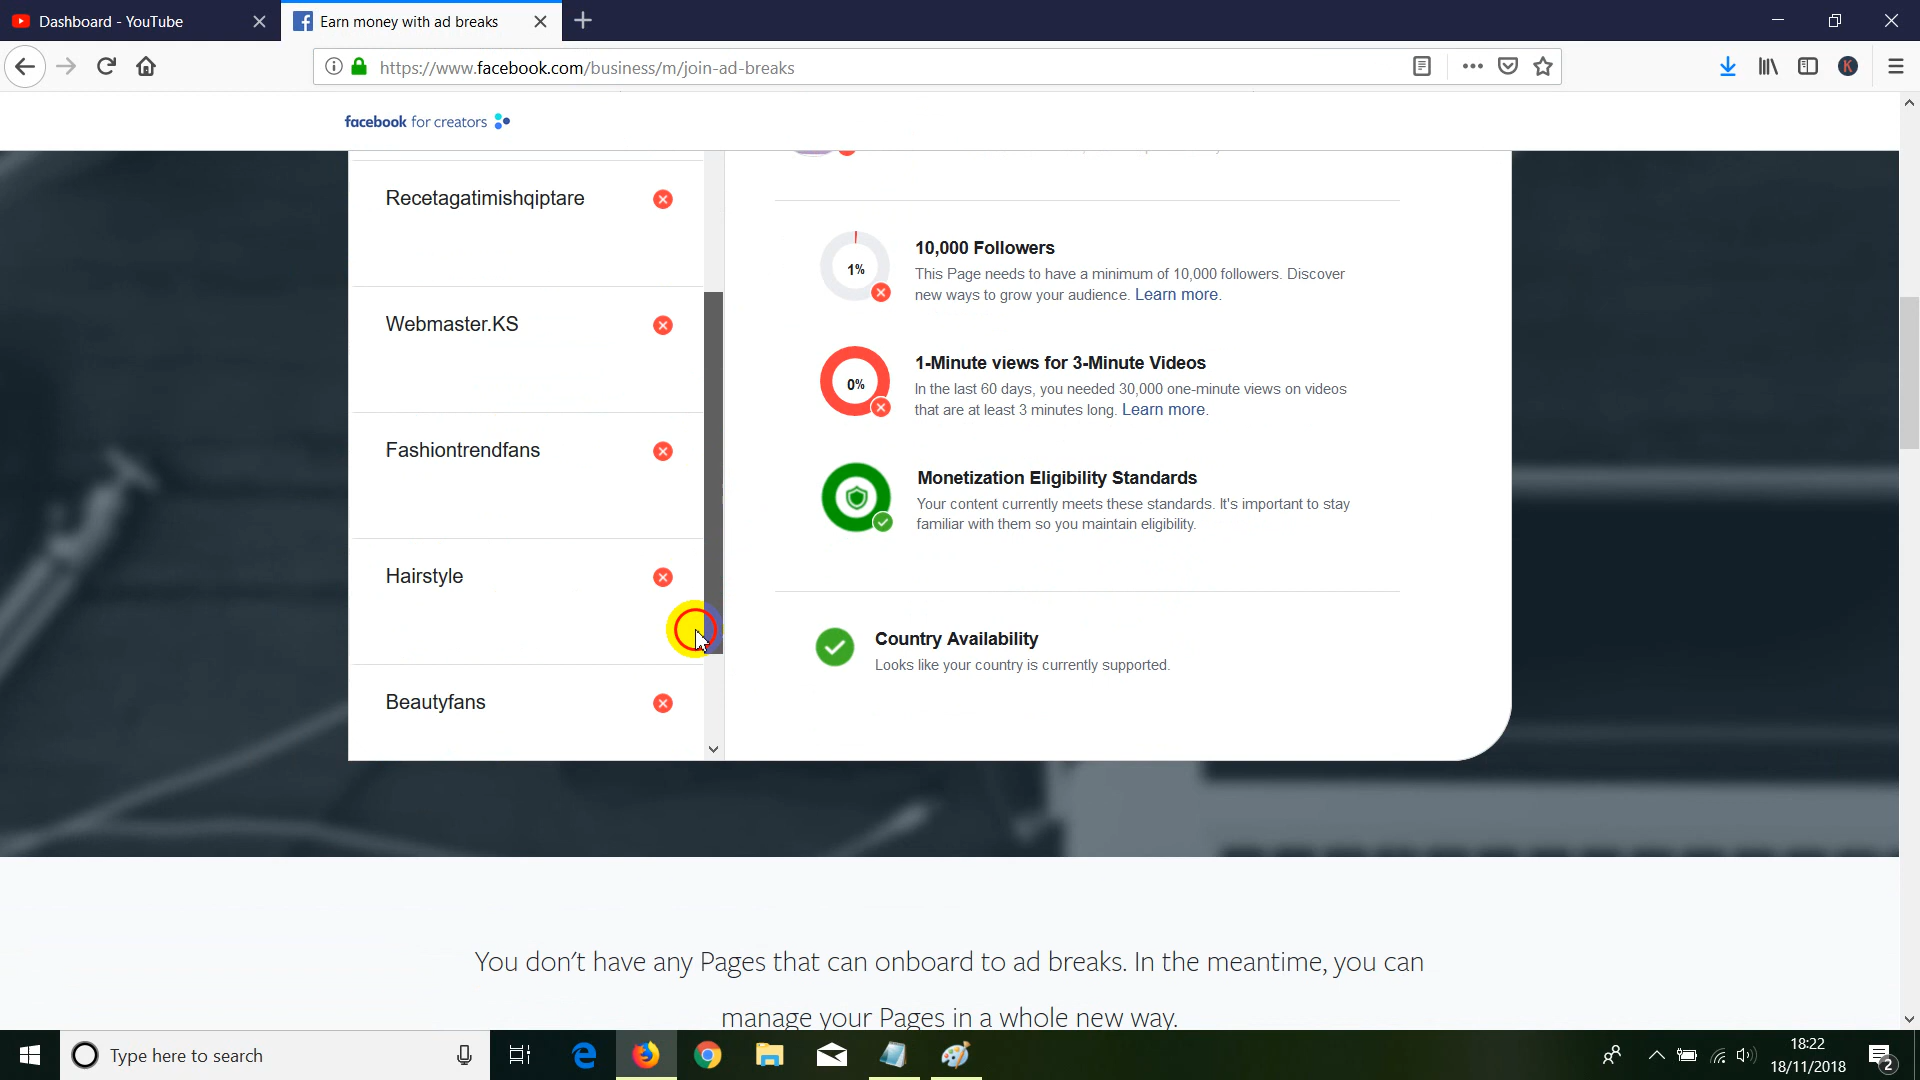 Dashboard - YouTube
Earn money with ad breaks
https://www.facebook.com/business/m/join-ad-breaks
K
facebook for creators
Recetagatimishqiptare
Webmaster.KS
Fashiontrendfans
Hairstyle
Beautyfans
1%
10,000 Followers
This Page needs to have a minimum of 10,000 followers. Discover
new ways to grow your audience. Learn more.
0%
1-Minute views for 3-Minute Videos
In the last 60 days, you needed 30,000 one-minute views on videos
that are at least 3 minutes long. Learn more.
Monetization Eligibility Standards
Your content currently meets these standards. It's important to stay
familiar with them so you maintain eligibility.
Country Availability
Looks like your country is currently supported.
You don't have any Pages that can onboard to ad breaks. In the meantime, you can
manage your Pages in a whole new way.
Type here to search
18:22
18/11/2018
2